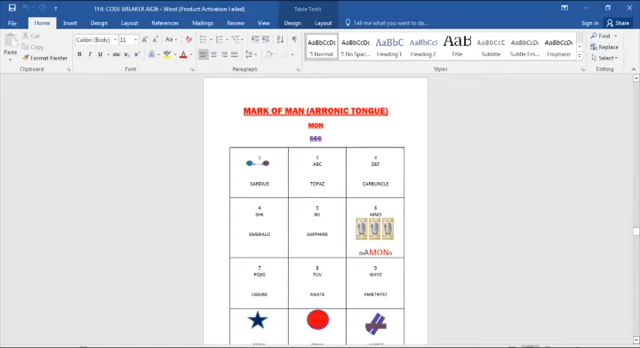 THE CODE BREAKER AGB - Word (Product Activation Failed)
Table Tools
File Home Insert Design Layout References Mailings Review View Design Layout Tell me what you want to do... Sign in Share
Paste
Cut
Copy
Format Painter
Clipboard
Calibri (Body) 11
Font
Paragraph
AaBbCcDc AaBbCcDc AaBbC AaBbCcI AaB AaBbCcD AaBbCcDc AaBbCcDc
¶ Normal ¶ No Spac... Heading 1 Heading 2 Title Subtitle Subtle Em... Emphasis
Styles
Find
Replace
Select
Editing
MARK OF MAN (ARRONIC TONGUE)
MON
666
1
SARDIUS
2
ABC
TOPAZ
3
DEF
CARBUNCLE
4
GHI
EMERALD
5
JKL
SAPPHIRE
6
MNO
AMON
7
PQRS
LIGURE
8
TUV
AGATE
9
WXYZ
AMETHYST